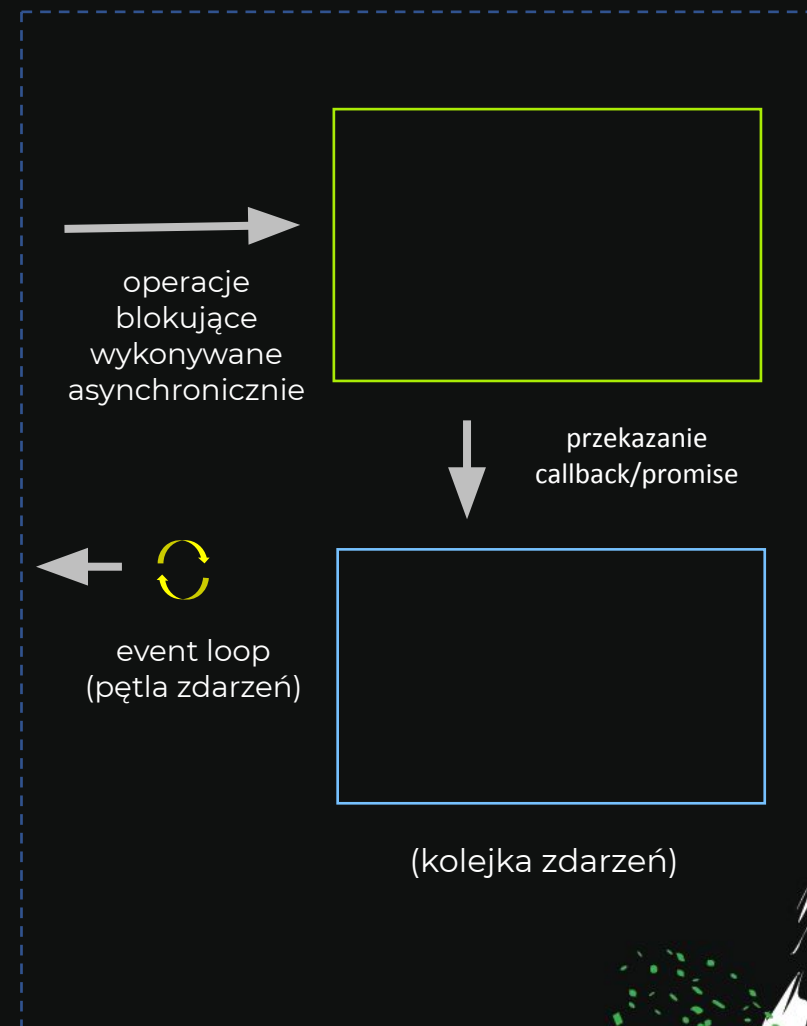 operacje
blokujące
wykonywane
asynchronicznie
przekazanie
callback/promise
event loop
(pętla zdarzeń)
(kolejka zdarzeń)